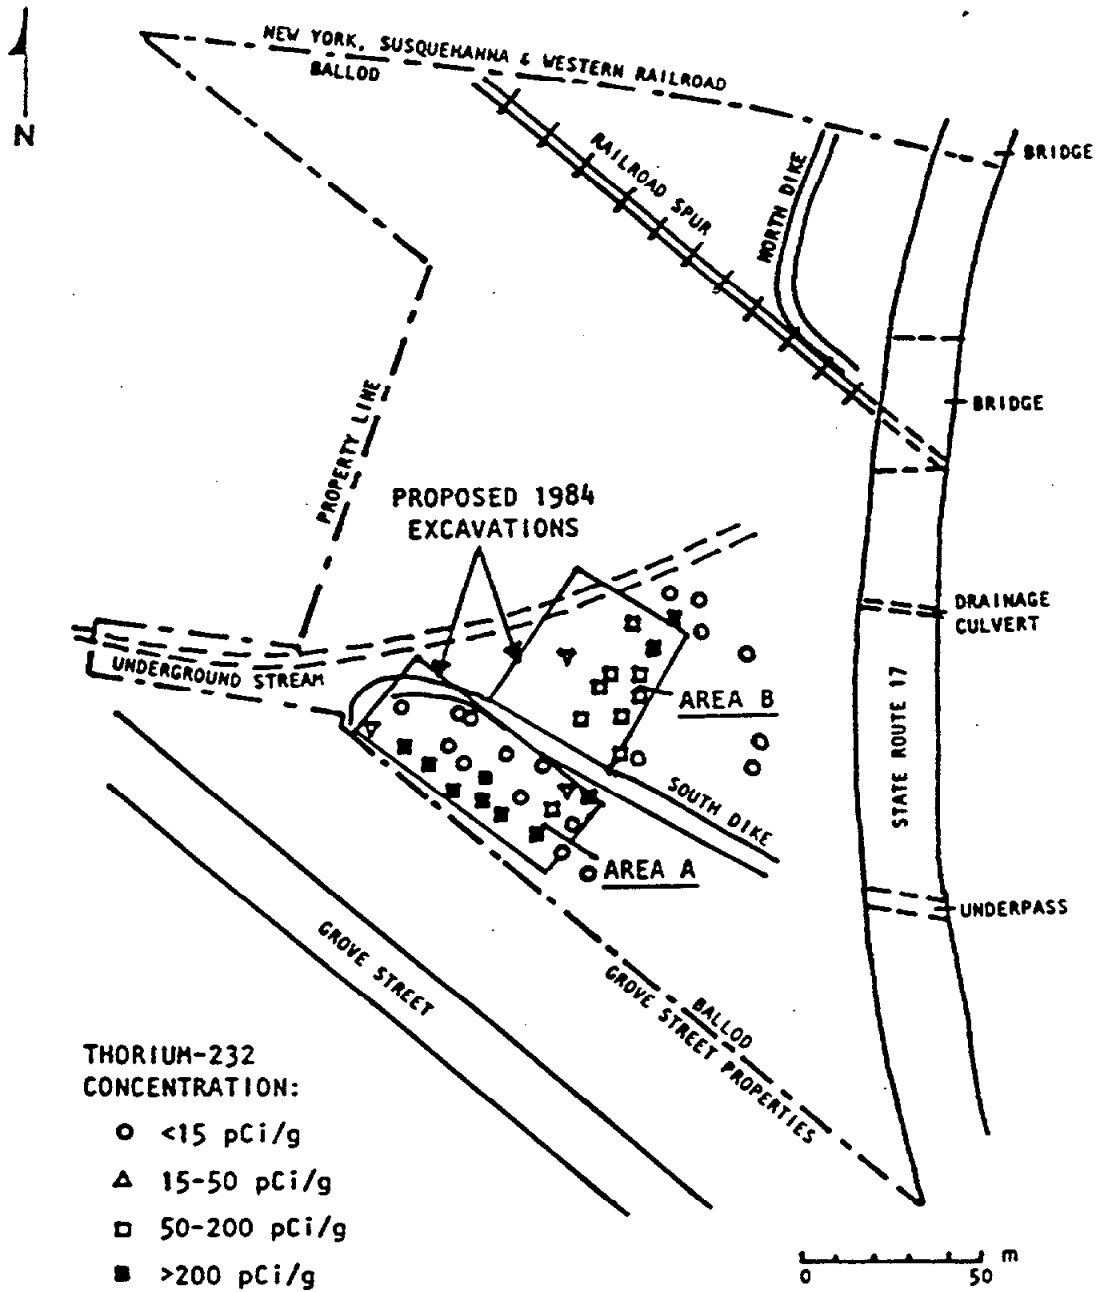 NEW YORK, SUSQUEHANNA & WESTERN RAILROAD
BALLOD
N
BRIDGE
RAILROAD SPUR
NORTH DIKE
BRIDGE
PROPERTY LINE
PROPOSED 1984
EXCAVATIONS
DRAINAGE
CULVERT
UNDERGROUND STREAM
AREA B
STATE ROUTE 17
SOUTH DIKE
AREA A
UNDERPASS
GROVE STREET
BALLOD
GROVE STREET PROPERTIES
THORIUM-232
CONCENTRATION:
<15 pCi/g
15-50 pCi/g
50-200 pCi/g
>200 pCi/g
m
0 50